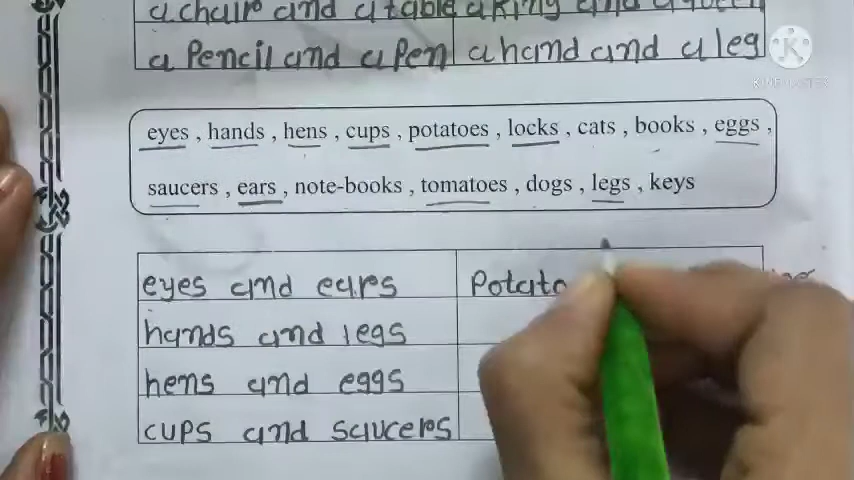 a chair and a table a king and a queen
a Pencil and a Pen a hand and a leg
eyes , hands , hens , cups , potatoes , locks , cats , books , eggs ,
saucers , ears , note-books , tomatoes , dogs , legs , keys
eyes and ears Potato
hands and legs
hens and eggs
cups and saucers